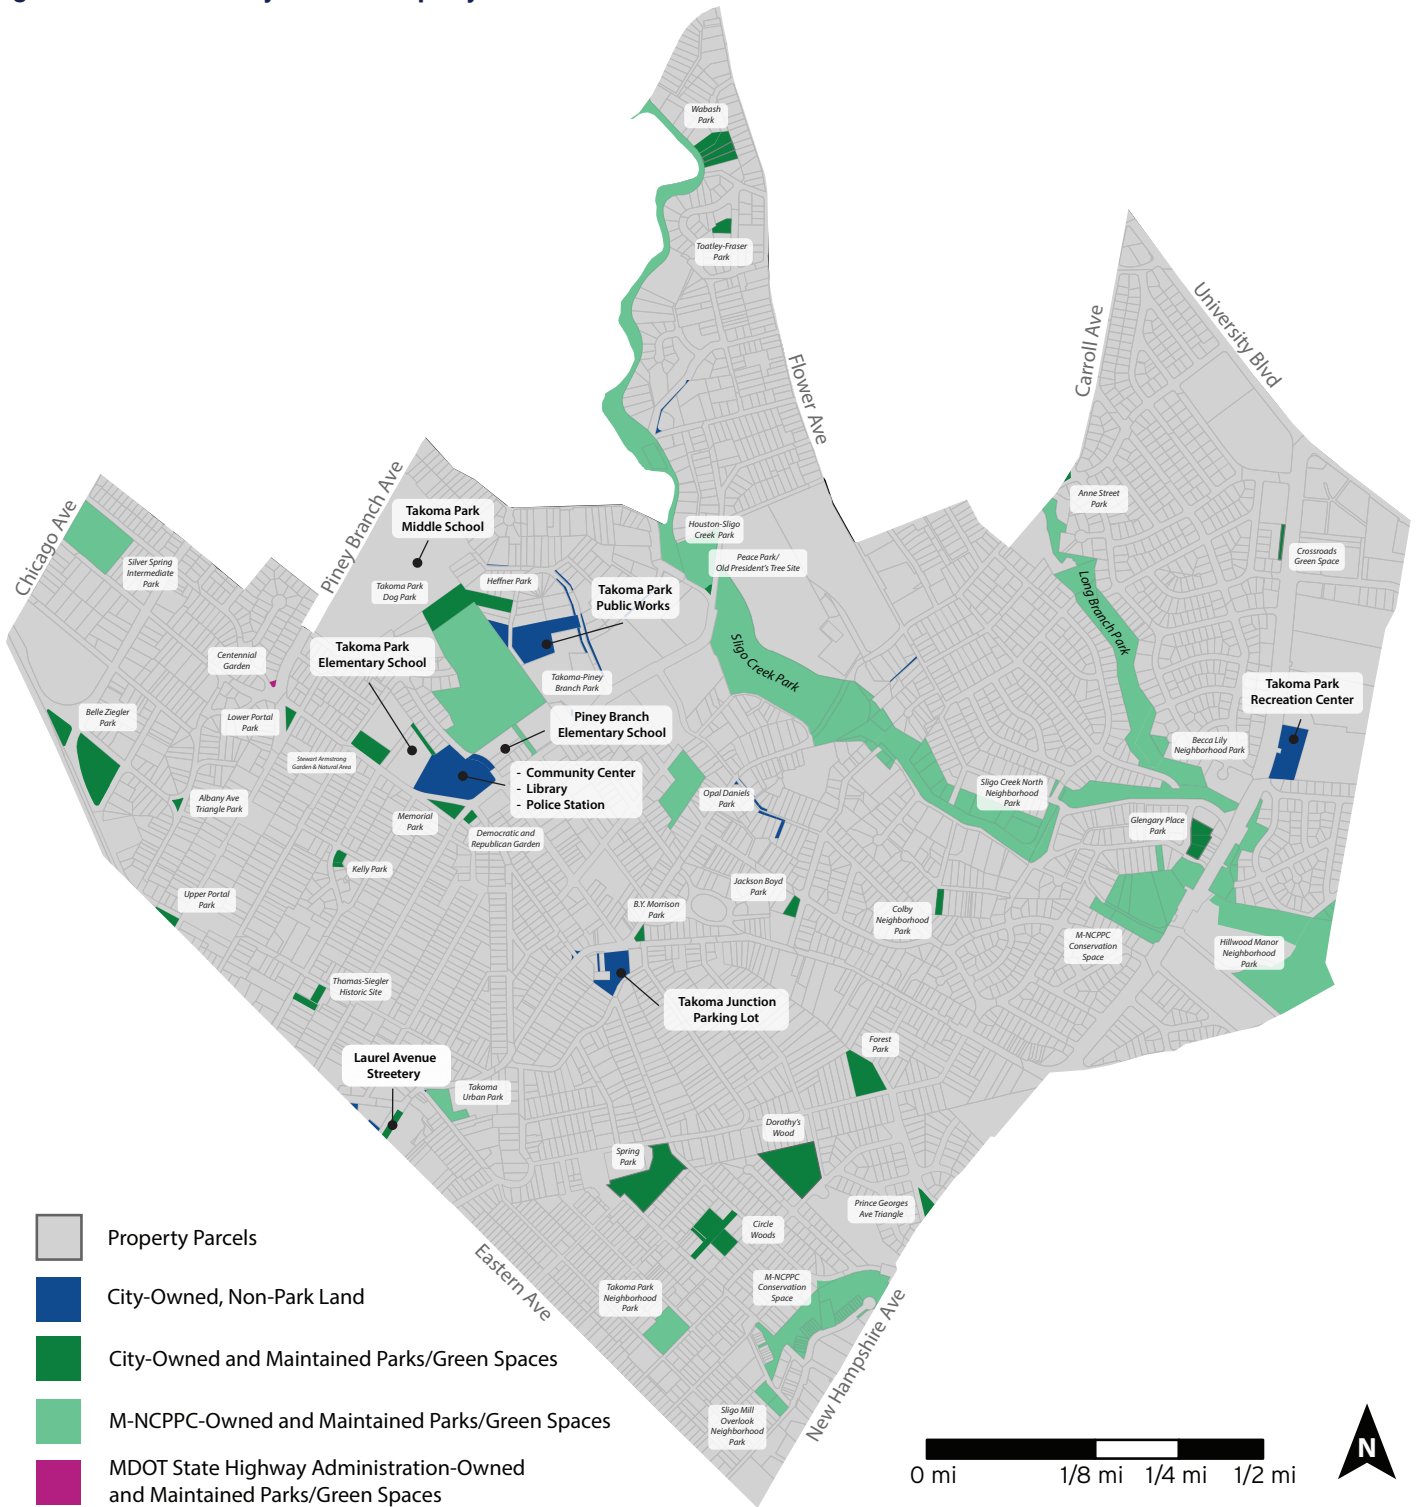 Wabash
Park
Toatley-Fraser
Park
Flower Ave
Carroll Ave
University Blvd
Chicago Ave
Piney Branch Ave
Takoma Park
Middle School
Silver Spring
Intermediate
Park
Takoma Park
Dog Park
Heffner Park
Takoma Park
Public Works
Houston-Sligo
Creek Park
Peace Park/
Old President's Tree Site
Anne Street
Park
Crossroads
Green Space
Long Branch Park
Sligo Creek Park
Takoma Park
Elementary School
Centennial
Garden
Takoma-Piney
Branch Park
Takoma Park
Recreation Center
Belle Ziegler
Park
Lower Portal
Park
Stewart Armstrong
Garden & Natural Area
Piney Branch
Elementary School
- Community Center
- Library
- Police Station
Becca Lily
Neighborhood Park
Albany Ave
Triangle Park
Memorial
Park
Democratic and
Republican Garden
Opal Daniels
Park
Sligo Creek North
Neighborhood
Park
Glengary Place
Park
Kelly Park
Upper Portal
Park
Jackson Boyd
Park
B.Y. Morrison
Park
Colby
Neighborhood
Park
M-NCPPC
Conservation
Space
Hillwood Manor
Neighborhood
Park
Thomas-Siegler
Historic Site
Takoma Junction
Parking Lot
Laurel Avenue
Streetery
Takoma
Urban Park
Forest
Park
Dorothy's
Wood
Spring
Park
Prince Georges
Ave Triangle
Circle
Woods
Eastern Ave
Takoma Park
Neighborhood
Park
M-NCPPC
Conservation
Space
New Hampshire Ave
Sligo Mill
Overlook
Neighborhood
Park
Property Parcels
City-Owned, Non-Park Land
City-Owned and Maintained Parks/Green Spaces
M-NCPPC-Owned and Maintained Parks/Green Spaces
MDOT State Highway Administration-Owned
and Maintained Parks/Green Spaces
0 mi 1/8 mi 1/4 mi 1/2 mi
N